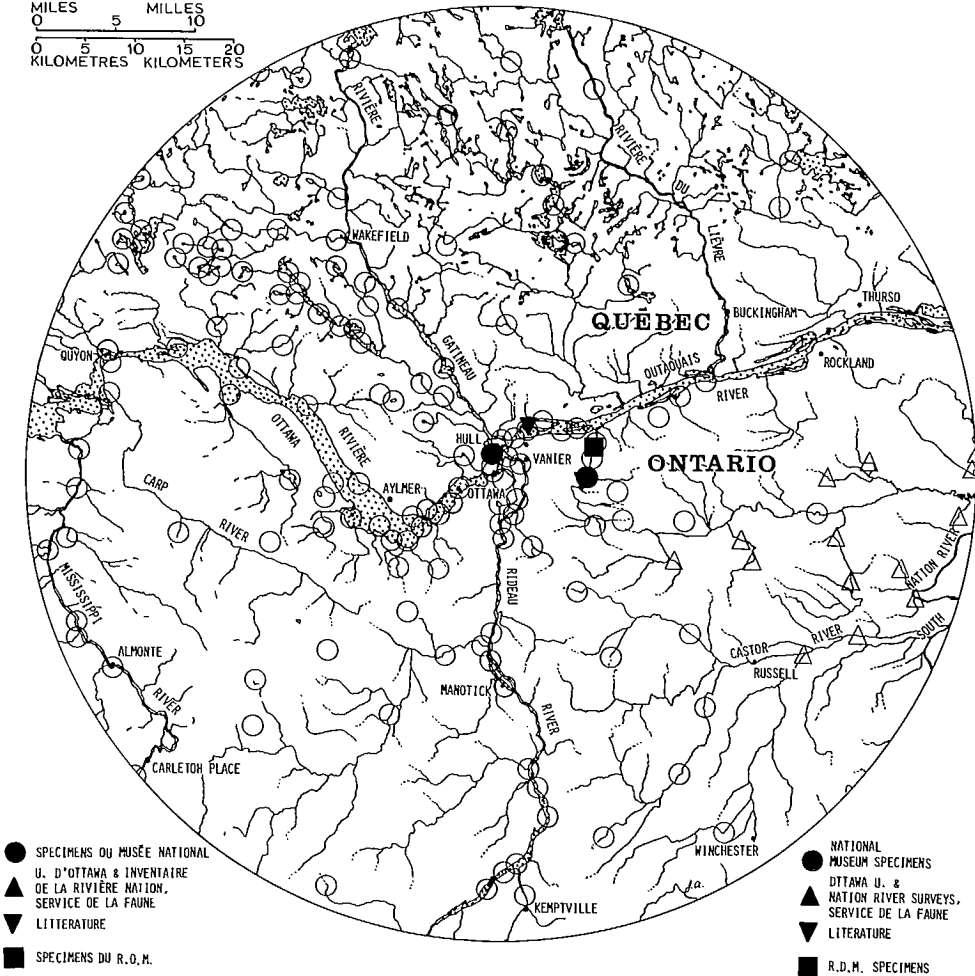 MILES MILLES
0 5 10
0 5 10 15 20
KILOMETRES KILOMETERS
RIVIÈRE
RIVIÈRE
DU
LIÈVRE
WAKEFIELD
GATINEAU
QUÉBEC
BUCKINGHAM
THURSO
ROCKLAND
QUYON
OUTAOUAIS
RIVER
OTTAWA
RIVIÈRE
HULL
VANIER
ONTARIO
AYLMER
OTTAWA
CARP
RIVER
RIDEAU
NATION RIVER
SOUTH
MISSISSIPPI
ALMONTE
RIVER
CASTOR
RIVER
RUSSELL
MANOTICK
RIVER
CARLETOH PLACE
WINCHESTER
KEMPTVILLE
J.a.
SPECIMENS OU MUSÉE NATIONAL
U. D'OTTAWA & INVENTAIRE
DE LA RIVIÈRE NATION,
SERVICE DE LA FAUNE
LITTERATURE
SPECIMENS DU R.O.M.
NATIONAL
MUSEUM SPECIMENS
DTTAWA U. &
NATION RIVER SURVEYS,
SERVICE DE LA FAUNE
LITERATURE
R.D.M. SPECIMENS